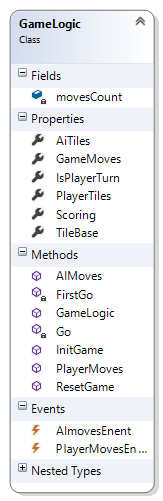 GameLogic
Class
Fields
movesCount
Properties
AiTiles
GameMoves
IsPlayerTurn
PlayerTiles
Scoring
TileBase
Methods
AIMoves
FirstGo
GameLogic
Go
InitGame
PlayerMoves
ResetGame
Events
AImovesEnent
PlayerMovesEn ...
Nested Types